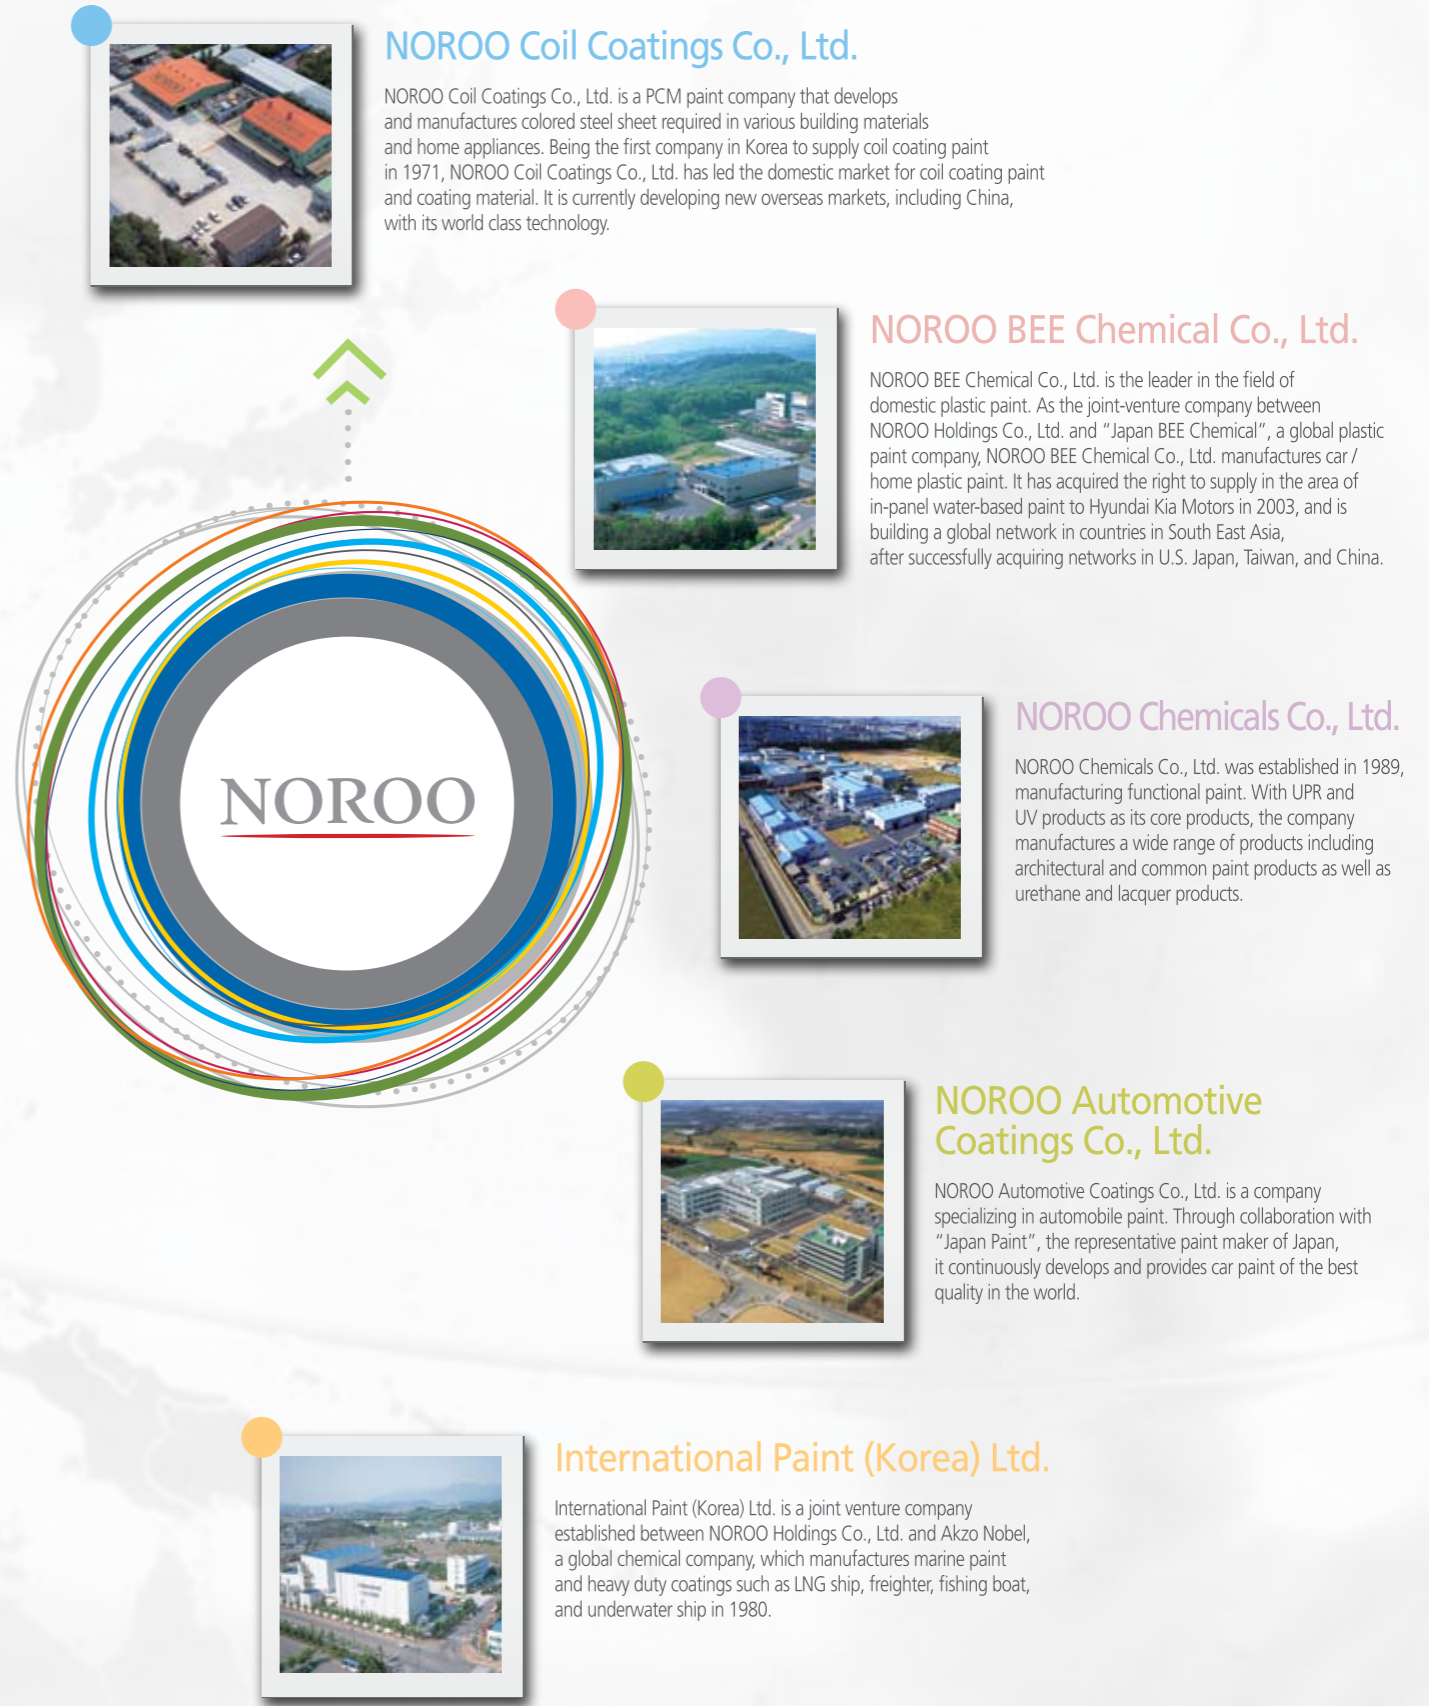 NOROO Coil Coatings Co., Ltd.
NOROO Coil Coatings Co., Ltd. is a PCM paint company that develops
and manufactures colored steel sheet required in various building materials
and home appliances. Being the first company in Korea to supply coil coating paint
in 1971, NOROO Coil Coatings Co., Ltd. has led the domestic market for coil coating paint
and coating material. It is currently developing new overseas markets, including China,
with its world class technology.
NOROO BEE Chemical Co., Ltd.
NOROO BEE Chemical Co., Ltd. is the leader in the field of
domestic plastic paint. As the joint-venture company between
NOROO Holdings Co., Ltd. and “Japan BEE Chemical”, a global plastic
paint company, NOROO BEE Chemical Co., Ltd. manufactures car /
home plastic paint. It has acquired the right to supply in the area of
in-panel water-based paint to Hyundai Kia Motors in 2003, and is
building a global network in countries in South East Asia,
after successfully acquiring networks in U.S. Japan, Taiwan, and China.
NOROO
NOROO Chemicals Co., Ltd.
NOROO Chemicals Co., Ltd. was established in 1989,
manufacturing functional paint. With UPR and
UV products as its core products, the company
manufactures a wide range of products including
architectural and common paint products as well as
urethane and lacquer products.
NOROO Automotive
Coatings Co., Ltd.
NOROO Automotive Coatings Co., Ltd. is a company
specializing in automobile paint. Through collaboration with
“Japan Paint”, the representative paint maker of Japan,
it continuously develops and provides car paint of the best
quality in the world.
International Paint (Korea) Ltd.
International Paint (Korea) Ltd. is a joint venture company
established between NOROO Holdings Co., Ltd. and Akzo Nobel,
a global chemical company, which manufactures marine paint
and heavy duty coatings such as LNG ship, freighter, fishing boat,
and underwater ship in 1980.